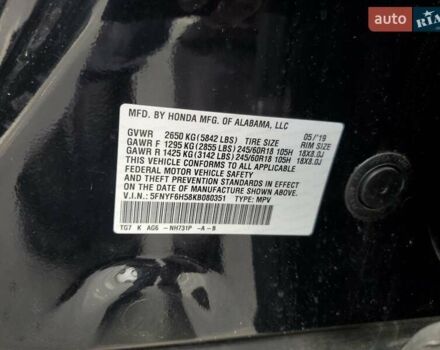 auto RIA
MFD. BY HONDA MFG. OF ALABAMA, LLC
GVWR 2650 KG (5842 LBS) TIRE SIZE 05/'19 RIM SIZE
GAWR F 1295 KG (2855 LBS) 245/60R18 105H 18X8.0J
GAWR R 1425 KG (3142 LBS) 245/60R18 105H 18X8.0J
THIS VEHICLE CONFORMS TO ALL APPLICABLE
FEDERAL MOTOR VEHICLE SAFETY
STANDARDS IN EFFECT ON THE DATE
OF MANUFACTURE SHOWN ABOVE.
V.I.N.: 5FNYF6H58KB080351 TYPE: MPV
TG7 K AG6 -NH731P -A -B